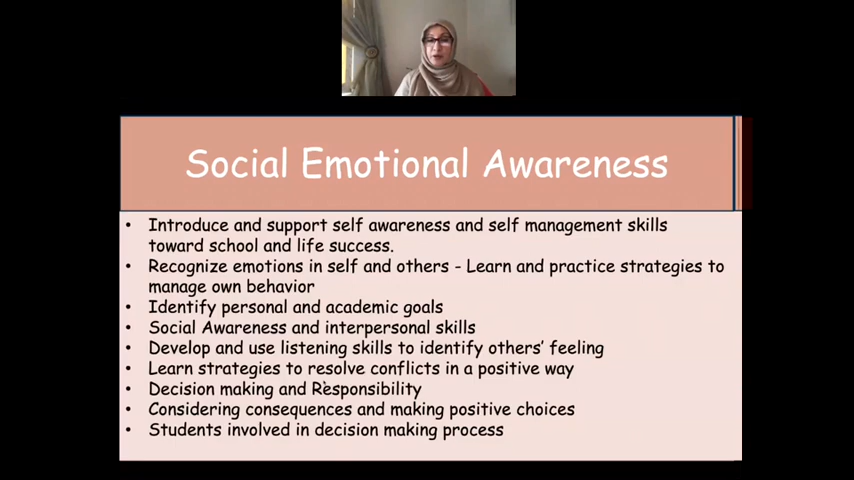 Social Emotional Awareness
• Introduce and support self awareness and self management skills
toward school and life success.
• Recognize emotions in self and others - Learn and practice strategies to
manage own behavior
• Identify personal and academic goals
• Social Awareness and interpersonal skills
• Develop and use listening skills to identify others’ feeling
• Learn strategies to resolve conflicts in a positive way
• Decision making and Responsibility
• Considering consequences and making positive choices
• Students involved in decision making process